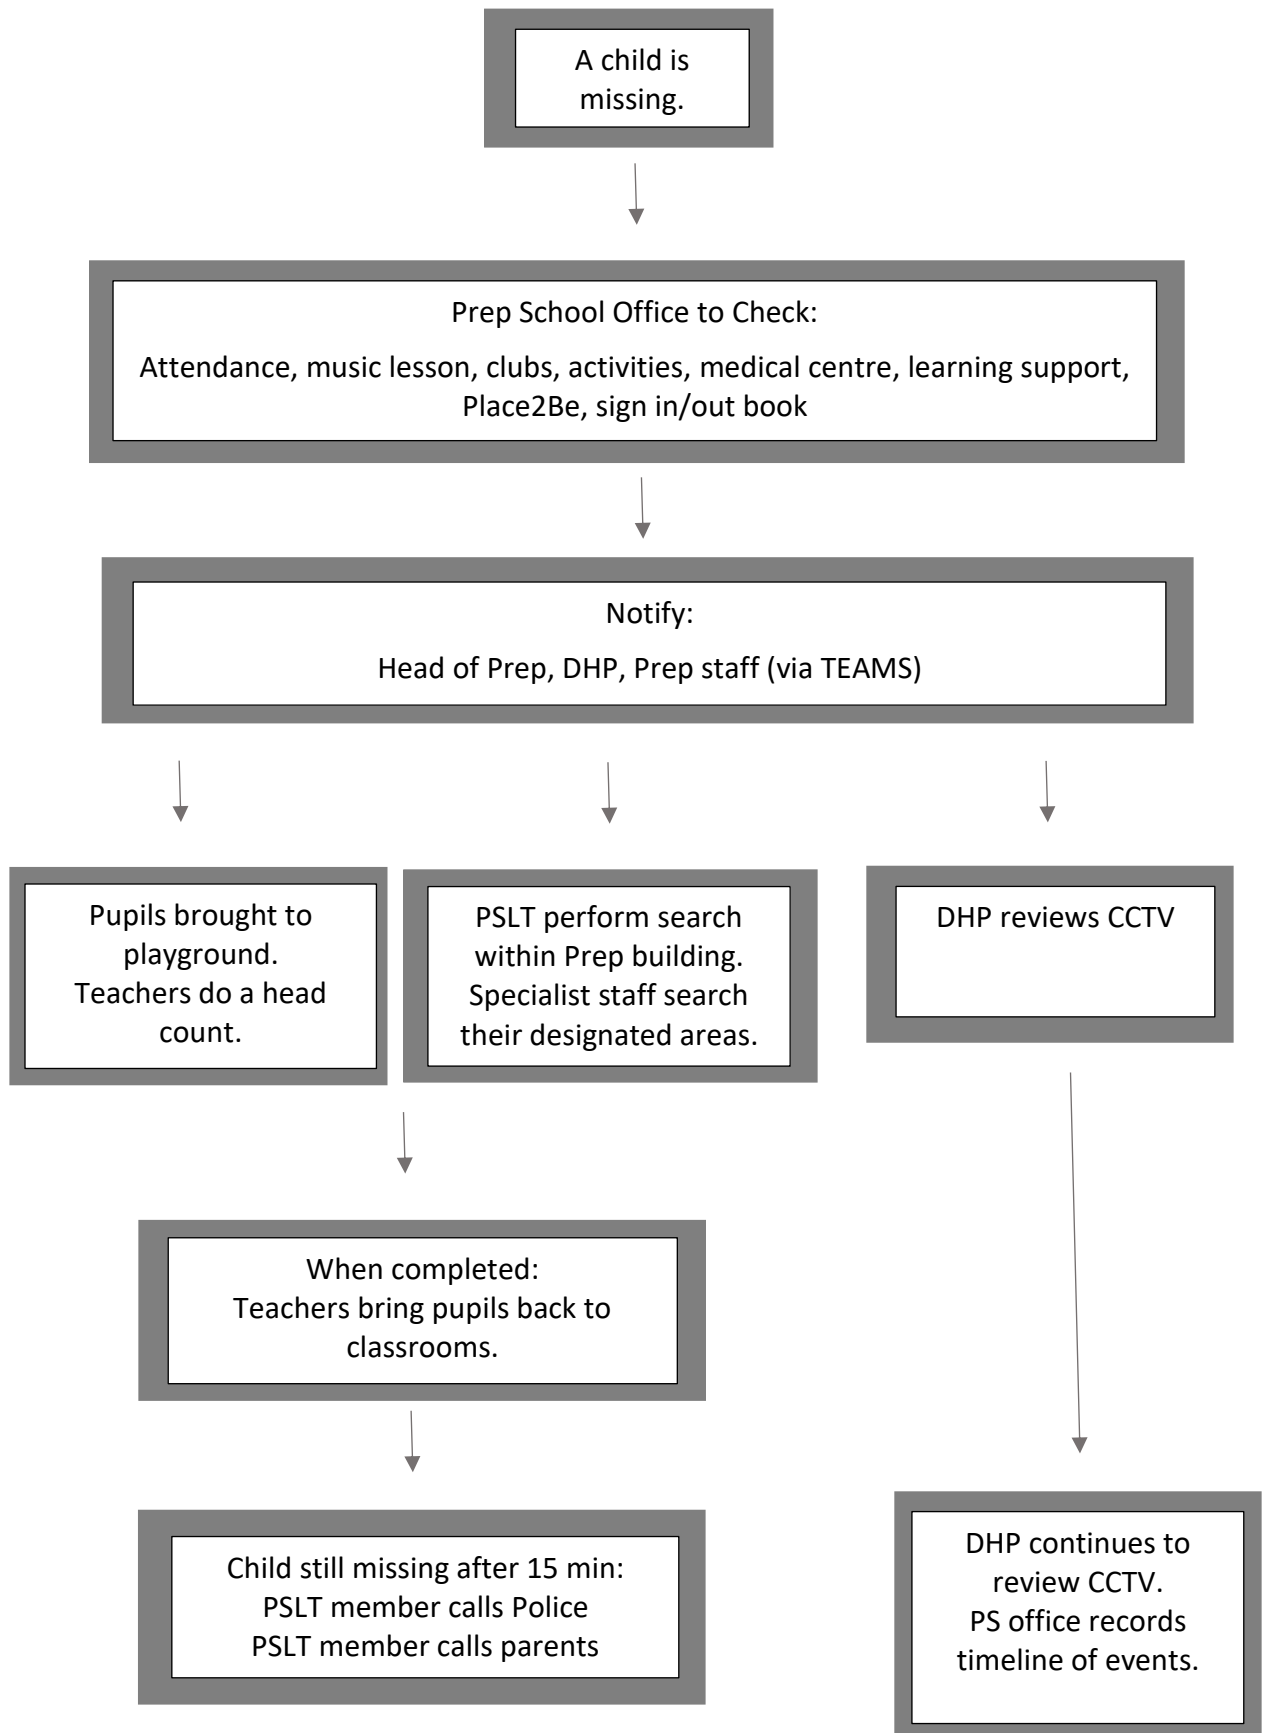 A child is
missing.
Prep School Office to Check:
Attendance, music lesson, clubs, activities, medical centre, learning support,
Place2Be, sign in/out book
Notify:
Head of Prep, DHP, Prep staff (via TEAMS)
Pupils brought to
playground.
Teachers do a head
count.
PSLT perform search
within Prep building.
Specialist staff search
their designated areas.
DHP reviews CCTV
When completed:
Teachers bring pupils back to
classrooms.
Child still missing after 15 min:
PSLT member calls Police
PSLT member calls parents
DHP continues to
review CCTV.
PS office records
timeline of events.